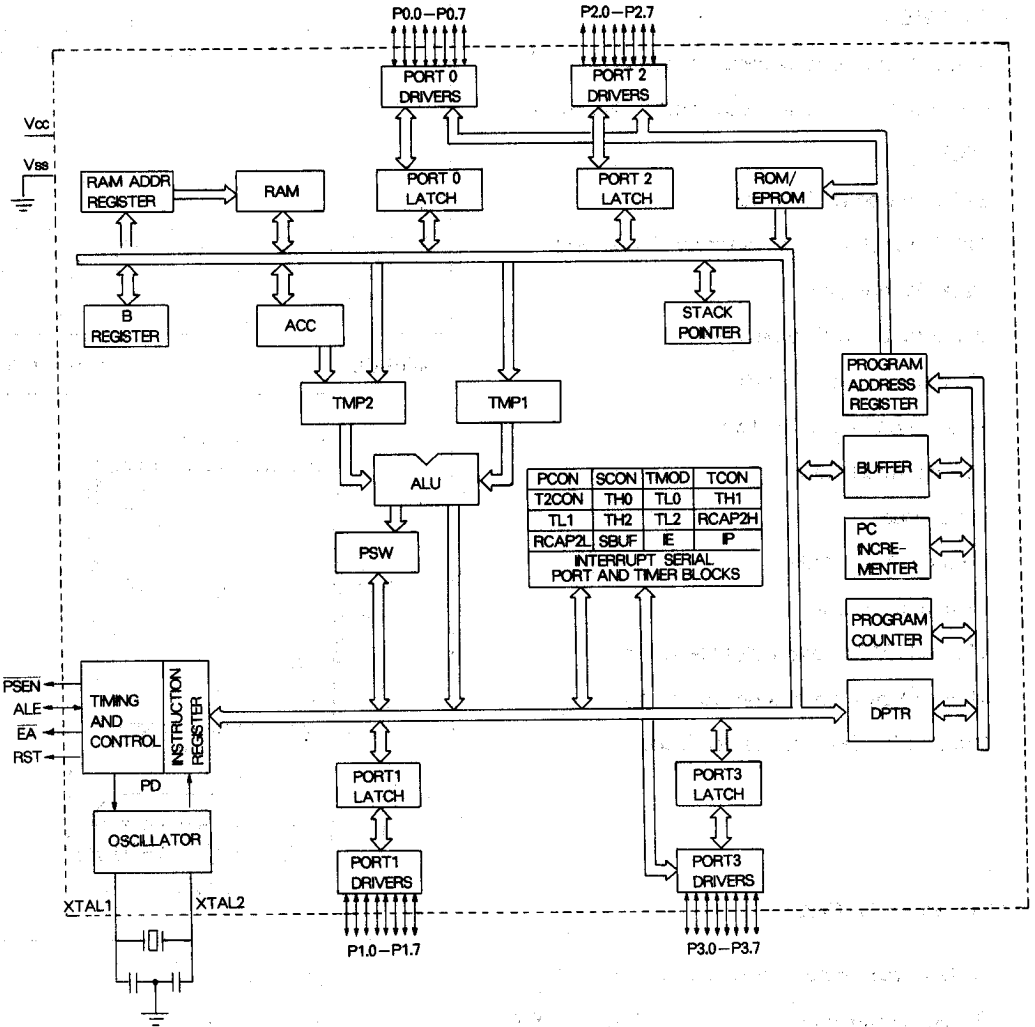 P0.0–P0.7
P2.0–P2.7
PORT 0
DRIVERS
PORT 2
DRIVERS
Vcc
Vss
RAM ADDR
REGISTER
RAM
PORT 0
LATCH
PORT 2
LATCH
ROM/
EPROM
B
REGISTER
ACC
STACK
POINTER
PROGRAM
ADDRESS
REGISTER
TMP2
TMP1
ALU
BUFFER
PCON SCON TMOD TCON
T2CON TH0 TL0 TH1
TL1 TH2 TL2 RCAP2H
RCAP2L SBUF IE IP
INTERRUPT SERIAL
PORT AND TIMER BLOCKS
PSW
PC
INCRE-
MENTER
PROGRAM
COUNTER
PSEN
ALE
EA
RST
TIMING
AND
CONTROL
INSTRUCTION
REGISTER
DPTR
PD
OSCILLATOR
PORT1
LATCH
PORT3
LATCH
PORT1
DRIVERS
PORT3
DRIVERS
XTAL1
XTAL2
P1.0–P1.7
P3.0–P3.7